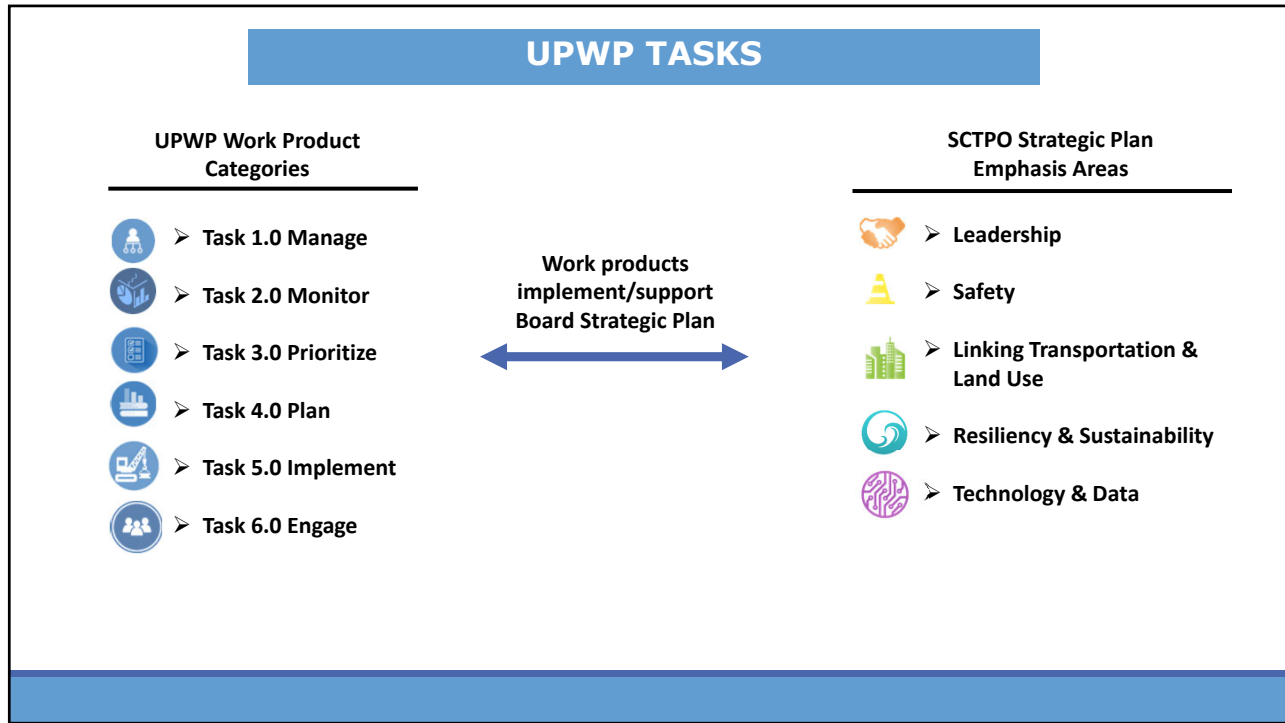 UPWP TASKS
UPWP Work Product
Categories
➢ Task 1.0 Manage
➢ Task 2.0 Monitor
➢ Task 3.0 Prioritize
➢ Task 4.0 Plan
➢ Task 5.0 Implement
➢ Task 6.0 Engage
Work products
implement/support
Board Strategic Plan
SCTPO Strategic Plan
Emphasis Areas
➢ Leadership
➢ Safety
➢ Linking Transportation &
Land Use
➢ Resiliency & Sustainability
➢ Technology & Data